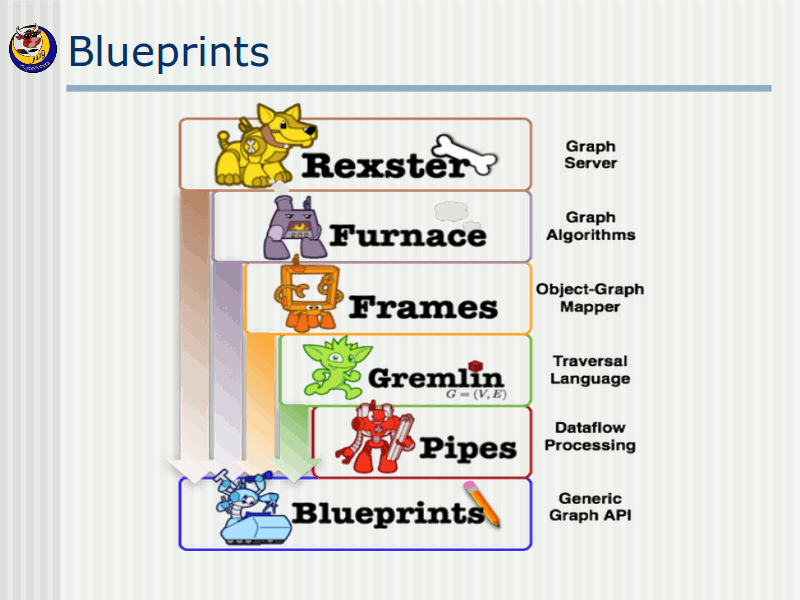 Blueprints
Rexster
Graph
Server
Furnace
Graph
Algorithms
Frames
Object-Graph
Mapper
Gremlin
G = (V, E)
Traversal
Language
Pipes
Dataflow
Processing
Blueprints
Generic
Graph API